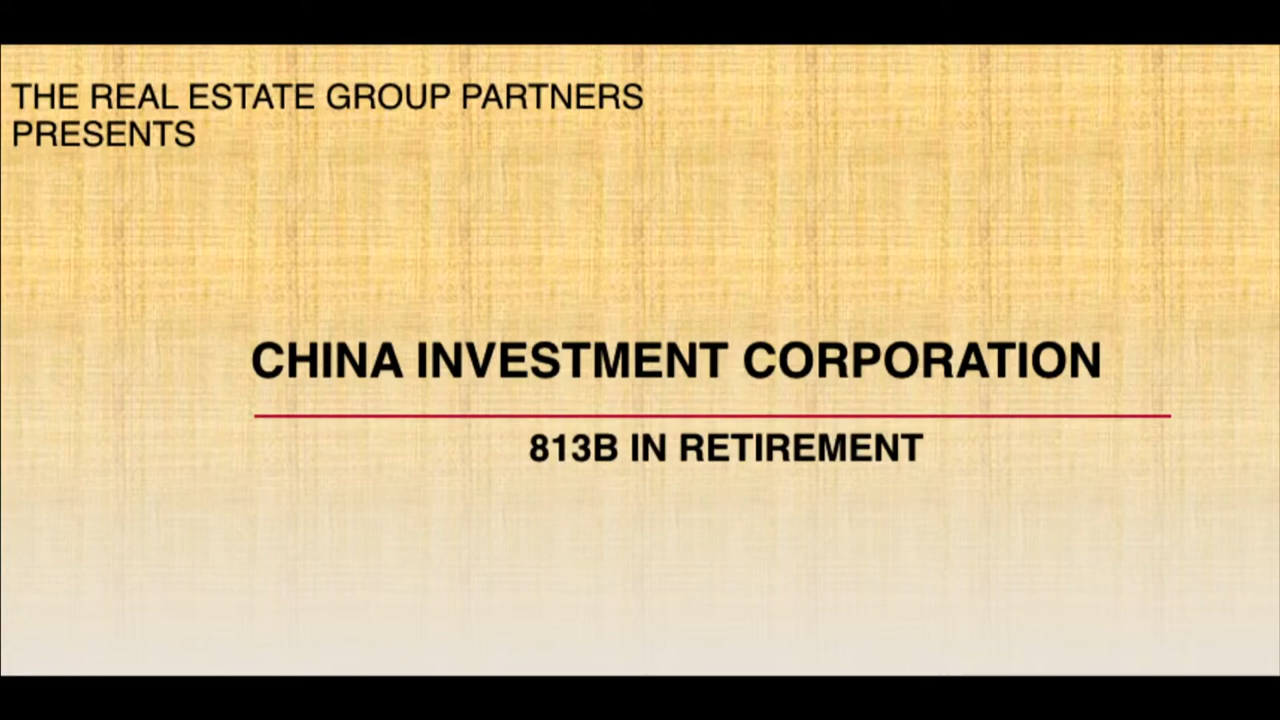 THE REAL ESTATE GROUP PARTNERS
PRESENTS
CHINA INVESTMENT CORPORATION
813B IN RETIREMENT